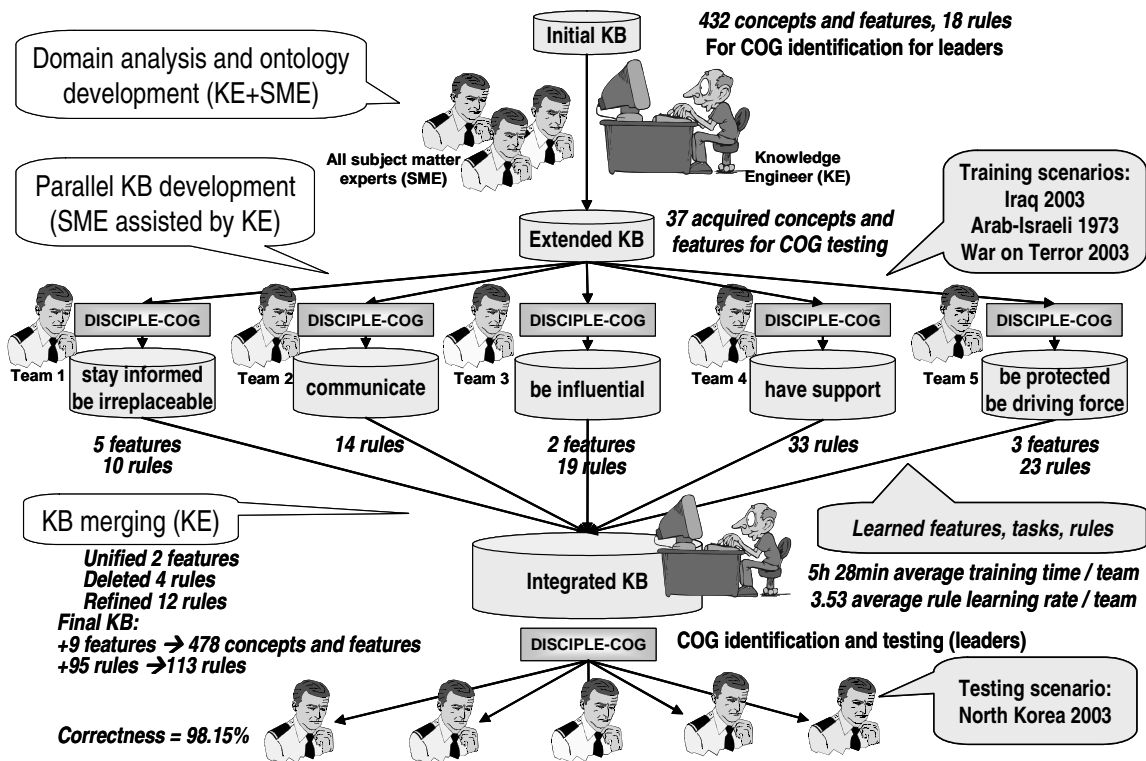 Initial KB
432 concepts and features, 18 rules
For COG identification for leaders
Domain analysis and ontology
development (KE+SME)
All subject matter
experts (SME)
Knowledge
Engineer (KE)
Parallel KB development
(SME assisted by KE)
Extended KB
37 acquired concepts and
features for COG testing
Training scenarios:
Iraq 2003
Arab-Israeli 1973
War on Terror 2003
DISCIPLE-COG
DISCIPLE-COG
DISCIPLE-COG
DISCIPLE-COG
DISCIPLE-COG
Team 1
stay informed
be irreplaceable
Team 2
communicate
Team 3
be influential
Team 4
have support
Team 5
be protected
be driving force
5 features
10 rules
14 rules
2 features
19 rules
33 rules
3 features
23 rules
KB merging (KE)
Unified 2 features
Deleted 4 rules
Refined 12 rules
Final KB:
+9 features → 478 concepts and features
+95 rules → 113 rules
Integrated KB
Learned features, tasks, rules
5h 28min average training time / team
3.53 average rule learning rate / team
DISCIPLE-COG
COG identification and testing (leaders)
Testing scenario:
North Korea 2003
Correctness = 98.15%